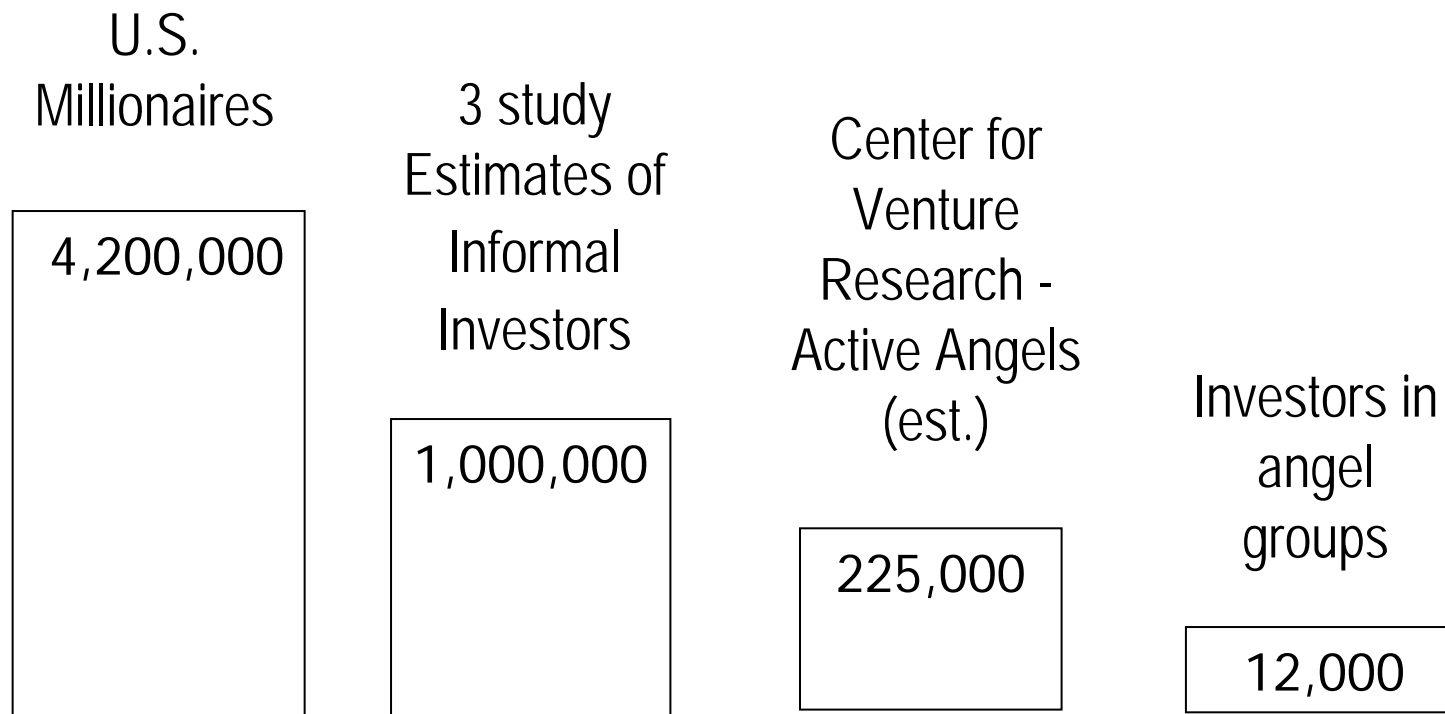 U.S.
Millionaires
4,200,000
3 study
Estimates of
Informal
Investors
1,000,000
Center for
Venture
Research -
Active Angels
(est.)
225,000
Investors in
angel
groups
12,000